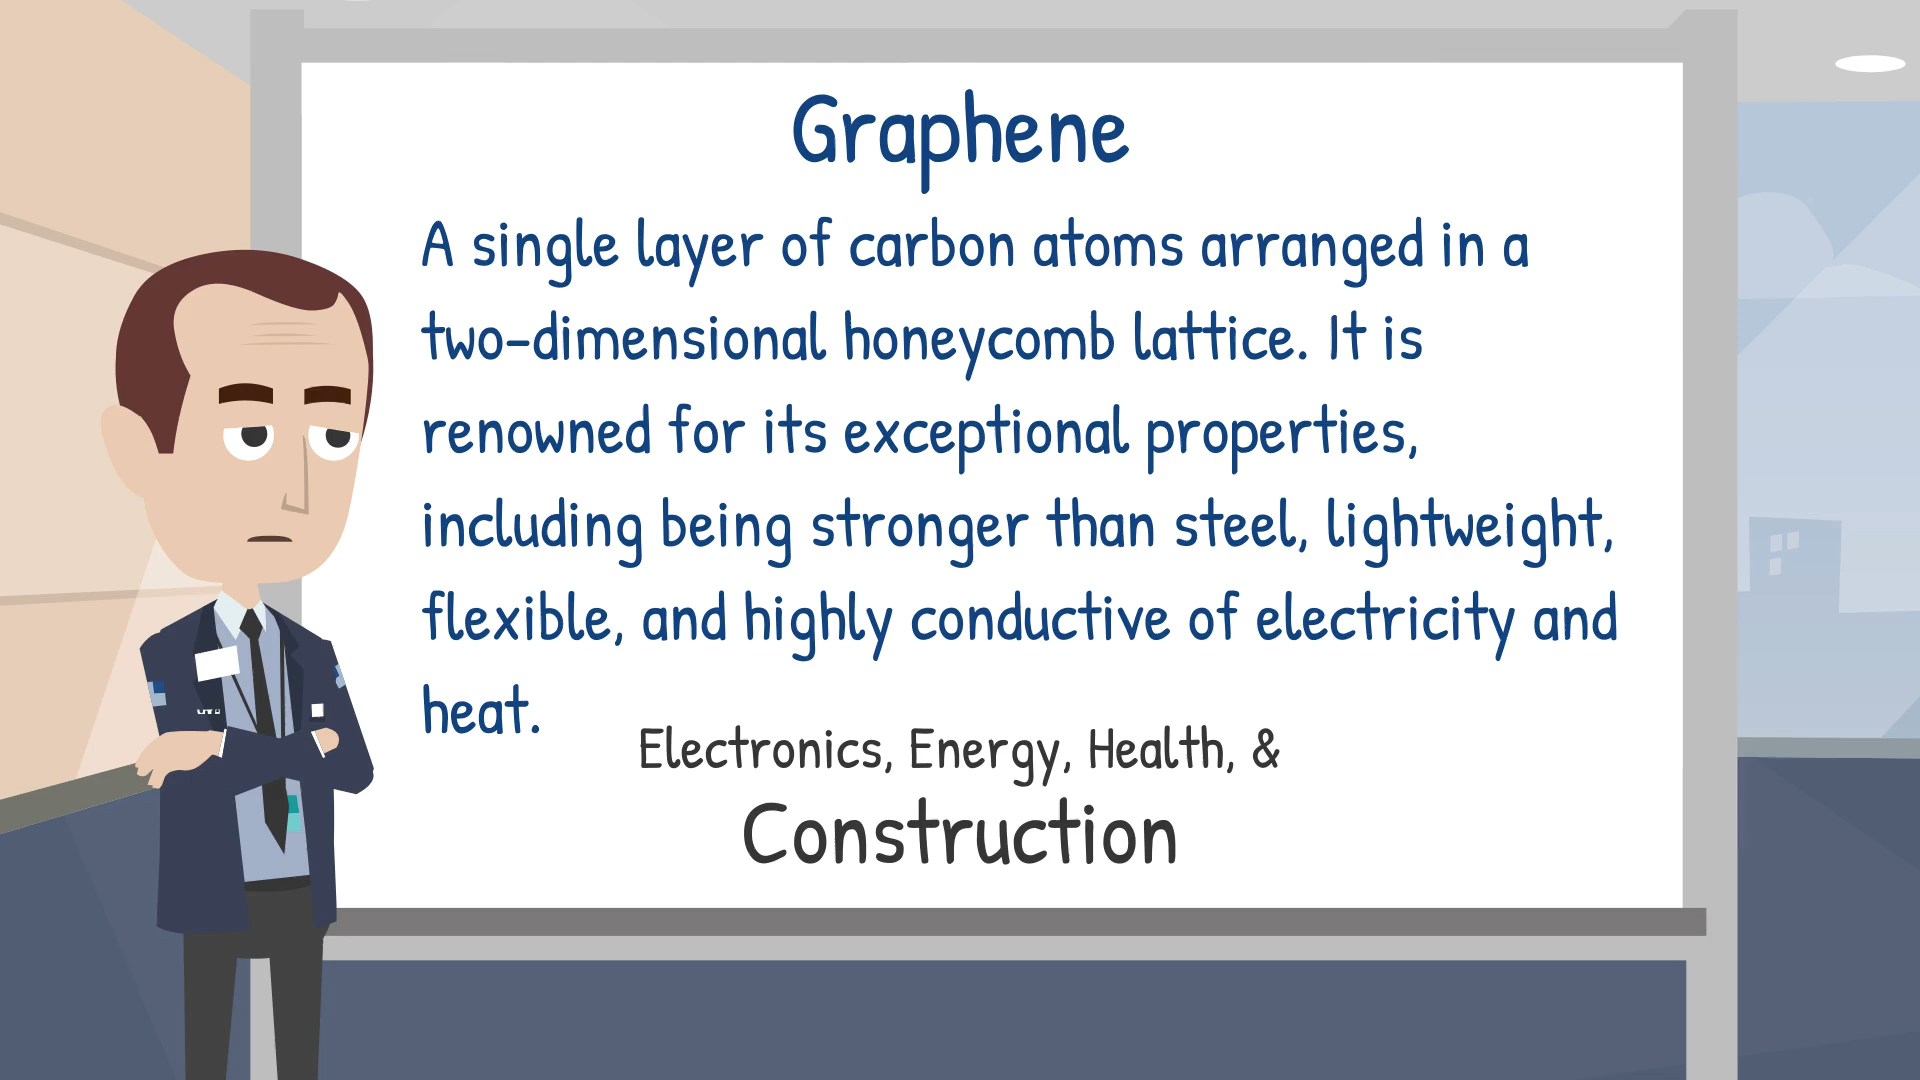 Graphene
A single layer of carbon atoms arranged in a
two-dimensional honeycomb lattice. It is
renowned for its exceptional properties,
including being stronger than steel, lightweight,
flexible, and highly conductive of electricity and
heat.
Electronics, Energy, Health, &
Construction